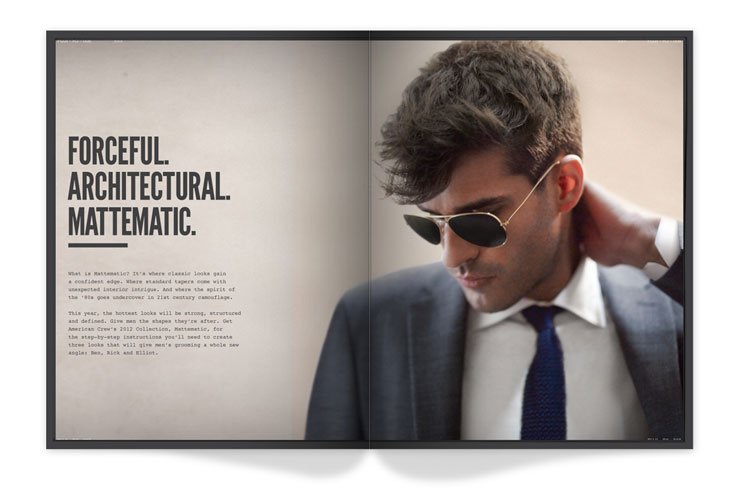 FORCEFUL.
ARCHITECTURAL.
MATTEMATIC.
What is Mattematic? It's where classic looks gain
a confident edge. Where standard tapers come with
unexpected interior intrigue. And where the spirit of
the '90s goes undercover in 21st century camouflage.
This year, the hottest looks will be strong, structured
and defined. Give men the shapes they're after. Get
American Crew's 2012 Collection, Mattematic, for
the step-by-step instructions you'll need to create
three looks that will give men's grooming a whole new
angle: Ben, Rick and Elliot.